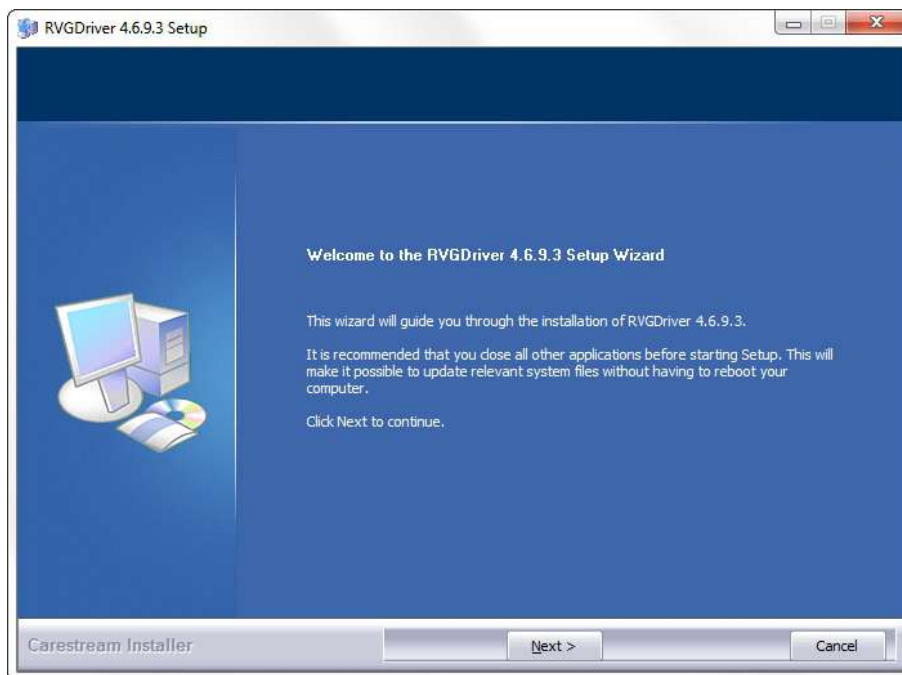 RVGDriver 4.6.9.3 Setup
Welcome to the RVGDriver 4.6.9.3 Setup Wizard
This wizard will guide you through the installation of RVGDriver 4.6.9.3.
It is recommended that you close all other applications before starting Setup. This will
make it possible to update relevant system files without having to reboot your
computer.
Click Next to continue.
Carestream Installer
Next >
Cancel